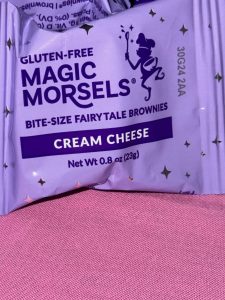 GLUTEN-FREE
MAGIC
MORSELS®
BITE-SIZE FAIRYTALE BROWNIES
CREAM CHEESE
Net Wt 0.8 oz (23g)
30G24 2AA